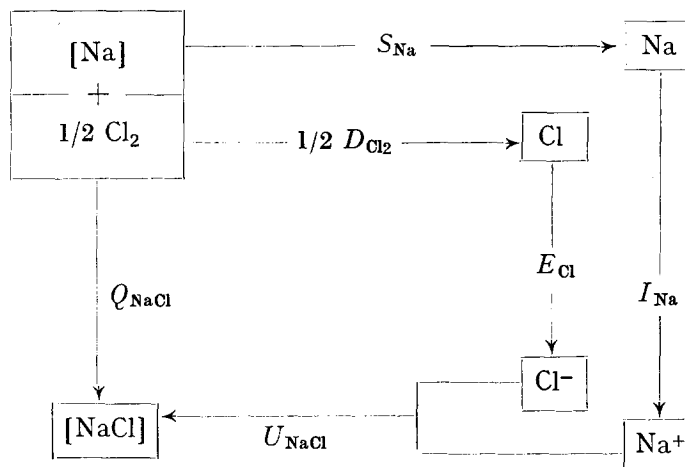 [Na] S_Na Na
+
1/2 Cl₂ 1/2 D_Cl₂ Cl
E_Cl
Q_NaCl I_Na
Cl⁻
[NaCl] U_NaCl Na⁺